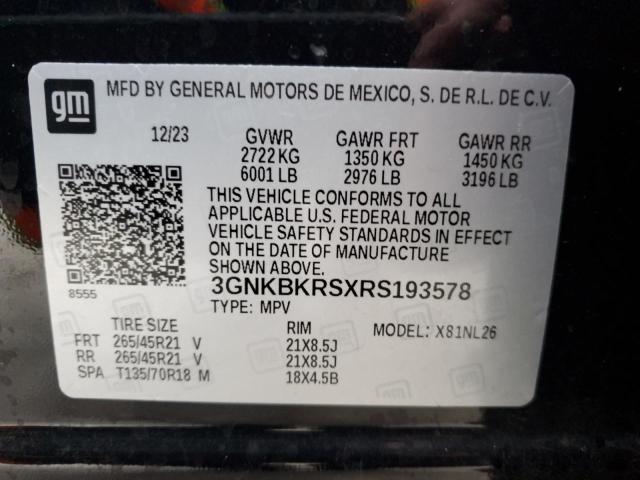 gm MFD BY GENERAL MOTORS DE MEXICO, S. DE R.L. DE C.V.
12/23 GVWR GAWR FRT GAWR RR
2722 KG 1350 KG 1450 KG
6001 LB 2976 LB 3196 LB
THIS VEHICLE CONFORMS TO ALL
APPLICABLE U.S. FEDERAL MOTOR
VEHICLE SAFETY STANDARDS IN EFFECT
ON THE DATE OF MANUFACTURE
SHOWN ABOVE.
8555 3GNKBKRSXRS193578
TYPE: MPV
TIRE SIZE RIM MODEL: X81NL26
FRT 265/45R21 V 21X8.5J
RR 265/45R21 V 21X8.5J
SPA T135/70R18 M 18X4.5B